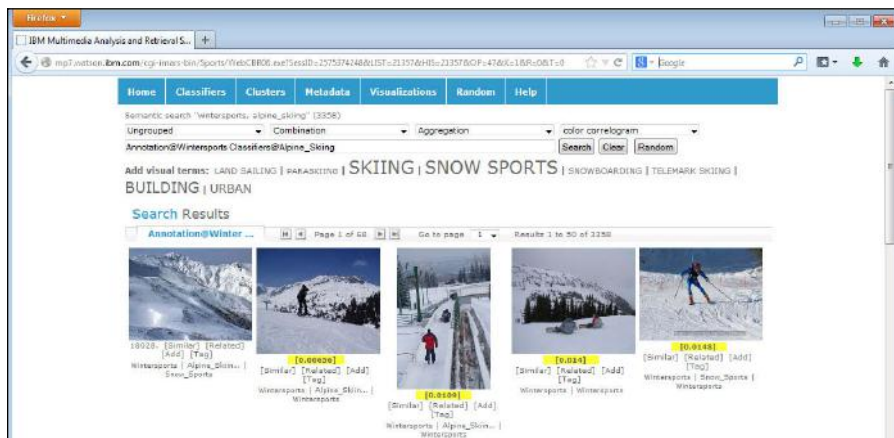 Firefox
IBM Multimedia Analysis and Retrieval S...
Google
Home Classifiers Clusters Metadata Visualizations Random Help
Semantic search "wintersports, alpine_skiing" (3358)
Ungrouped Combination Aggregation color correlogram
Annotation@Wintersports Classifiers@Alpine_Skiing Search Clear Random
Add visual terms: LAND SAILING | PARASKIING | SKIING | SNOW SPORTS | SNOWBOARDING | TELEMARK SKIING |
BUILDING | URBAN
Search Results
Annotation@Winter ... Page 1 of 68 Go to page 1 Results 1 to 50 of 3358
18028. [Similar] [Related]
[Add] [Tag]
Wintersports | Alpine_Skiin... |
Snow_Sports
[Similar] [Related] [Add]
[Tag]
Wintersports | Alpine_Skiin... |
Wintersports
[0.0109]
[Similar] [Related] [Add]
[Tag]
Wintersports | Alpine_Skiin... |
Wintersports
[0.014]
[Similar] [Related] [Add]
[Tag]
Wintersports | Wintersports
[0.0148]
[Similar] [Related] [Add]
[Tag]
Wintersports | Snow_Sports |
Wintersports